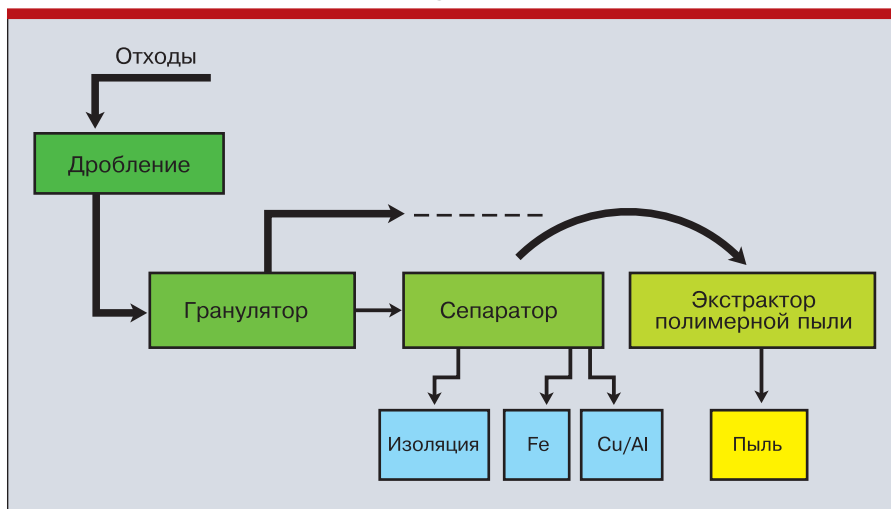 Отходы
Дробление
Гранулятор
Сепаратор
Экстрактор
полимерной пыли
Изоляция
Fe
Cu/Al
Пыль